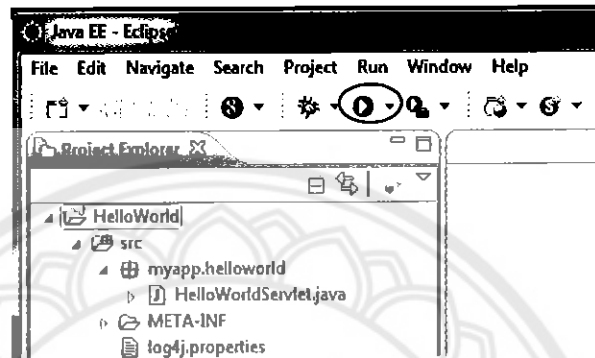 Java EE - Eclipse
File Edit Navigate Search Project Run Window Help
Project Explorer
HelloWorld
src
myapp.helloworld
HelloWorldServlet.java
META-INF
log4j.properties